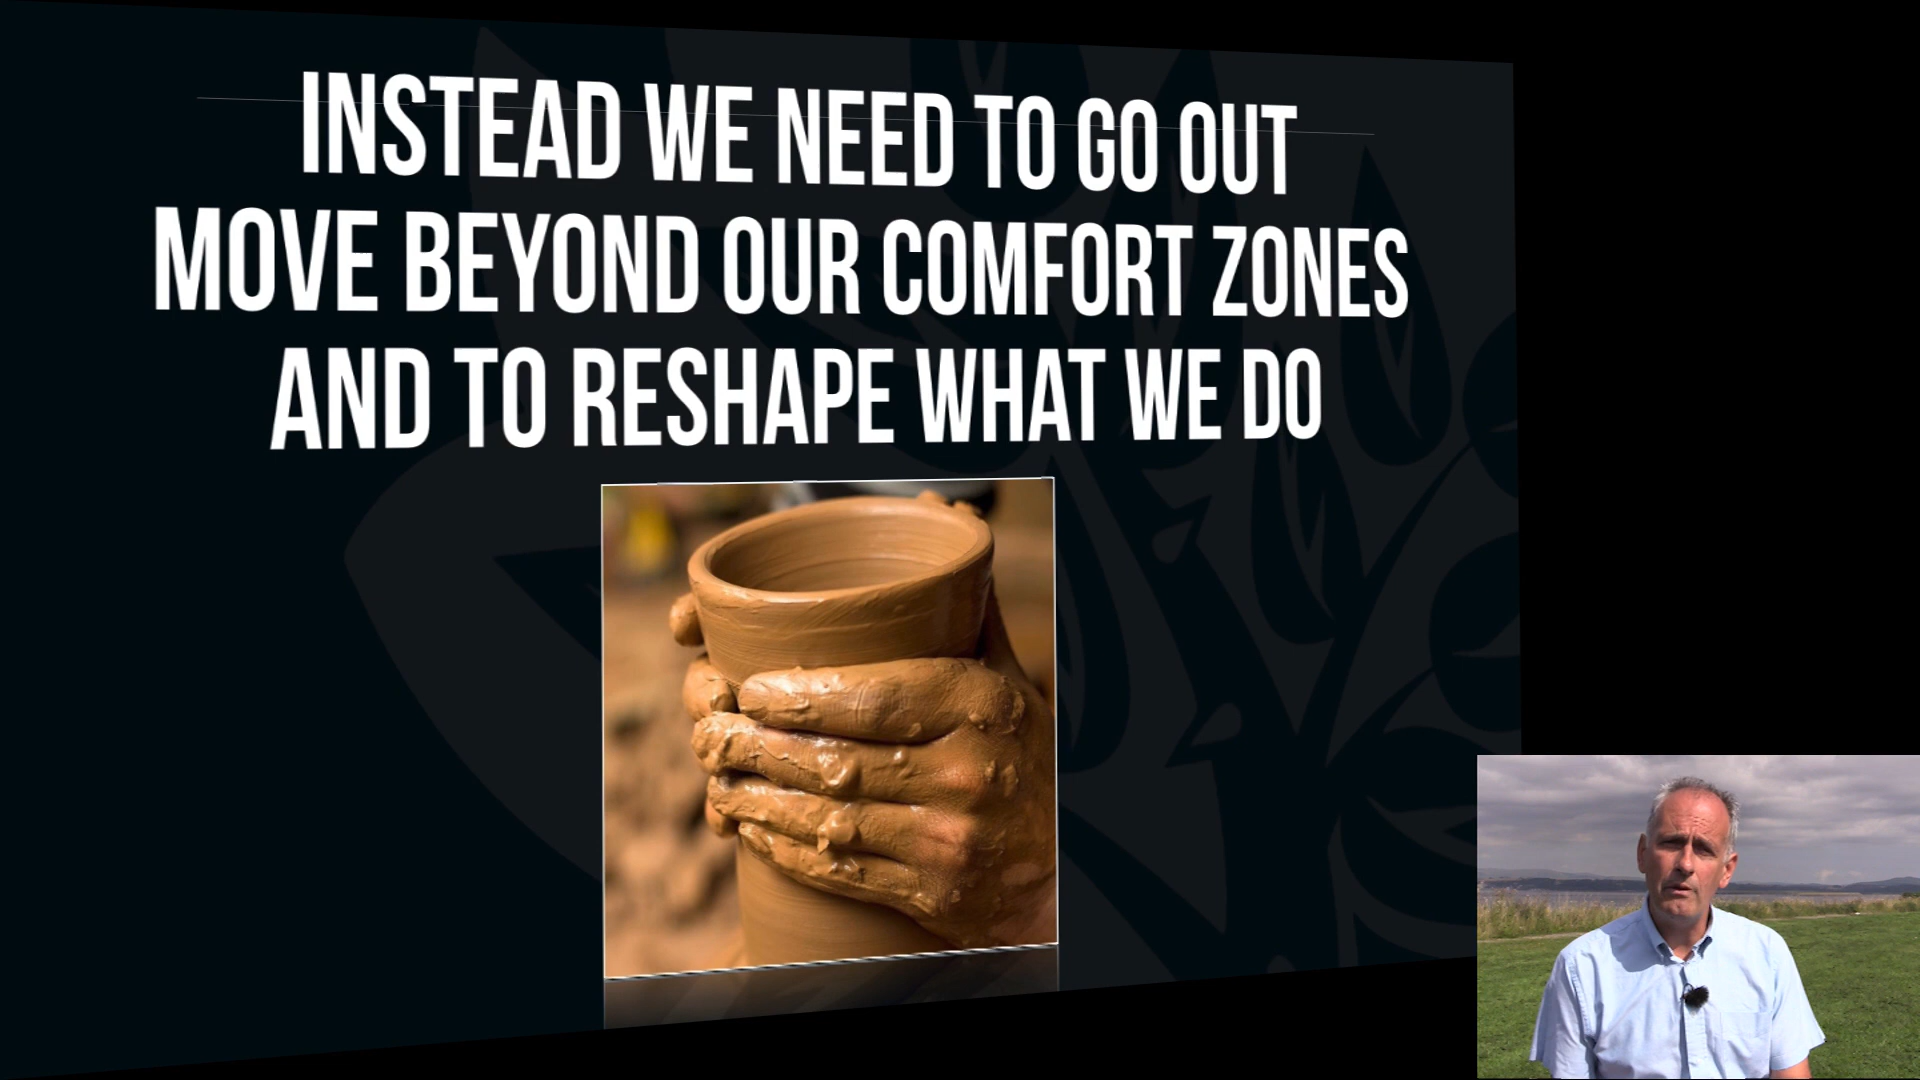 INSTEAD WE NEED TO GO OUT
MOVE BEYOND OUR COMFORT ZONES
AND TO RESHAPE WHAT WE DO